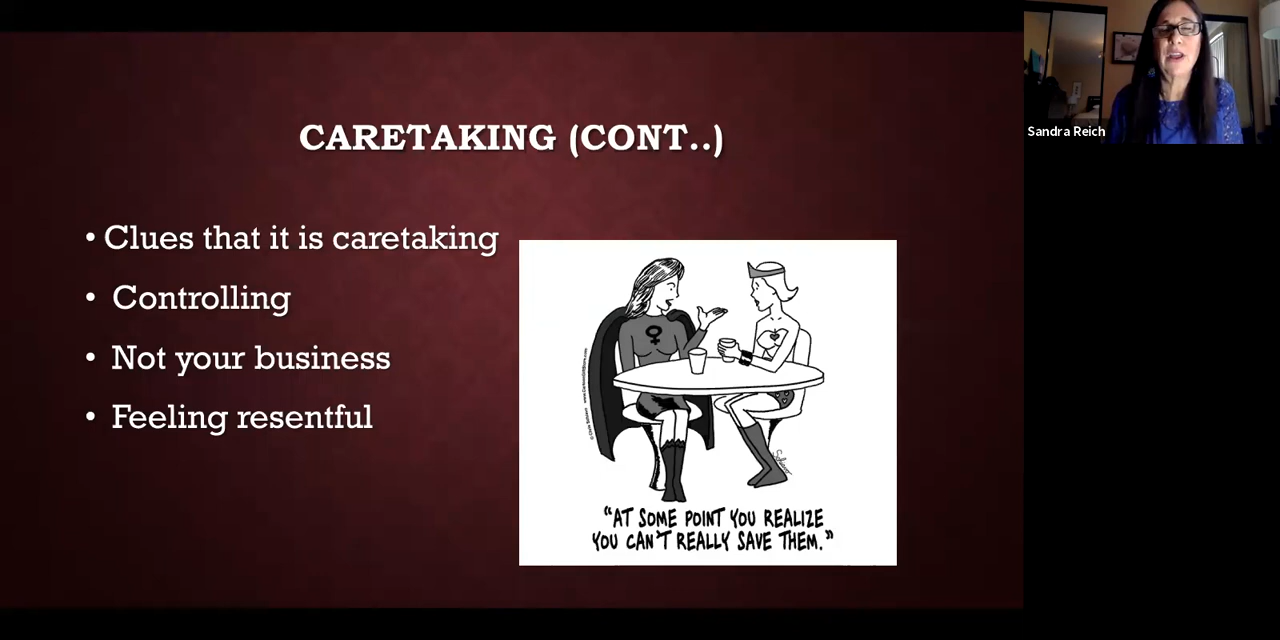 CARETAKING (CONT..)
• Clues that it is caretaking
• Controlling
• Not your business
• Feeling resentful
"AT SOME POINT YOU REALIZE
YOU CAN'T REALLY SAVE THEM."
Sandra Reich